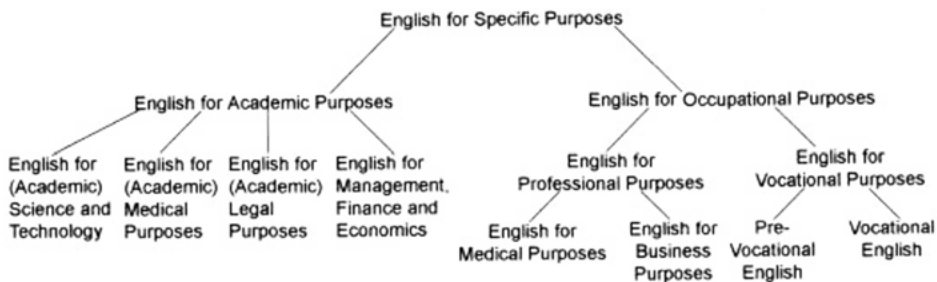 English for Specific Purposes
English for Academic Purposes
English for Occupational Purposes
English for
(Academic)
Science and
Technology
English for
(Academic)
Medical
Purposes
English for
(Academic)
Legal
Purposes
English for
Management,
Finance and
Economics
English for
Professional Purposes
English for
Vocational Purposes
English for
Medical Purposes
English for
Business
Purposes
Pre-
Vocational
English
Vocational
English